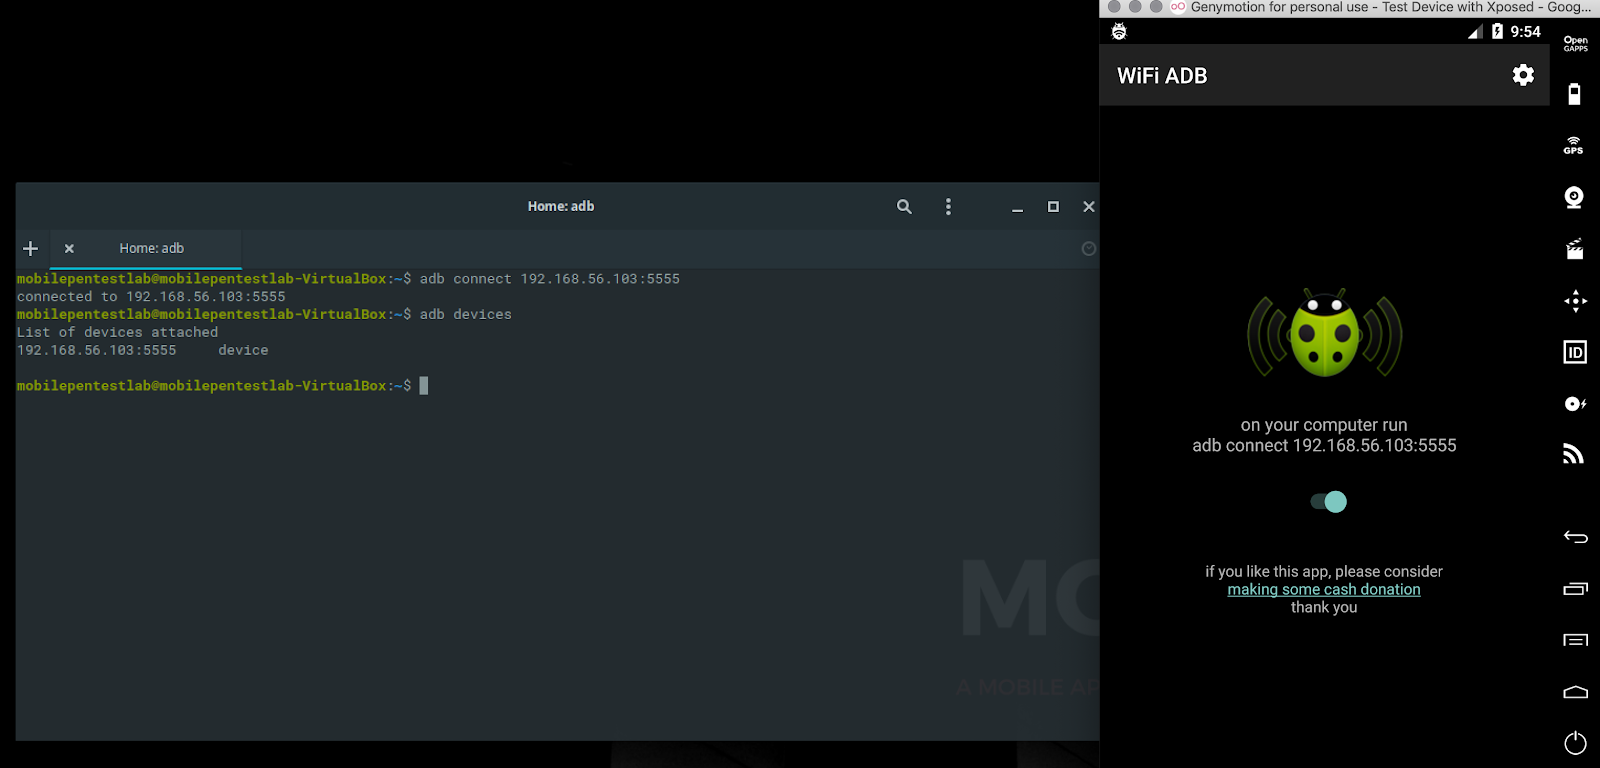 Home: adb
Home: adb
mobilepentestlab@mobilepentestlab-VirtualBox:~$ adb connect 192.168.56.103:5555
connected to 192.168.56.103:5555
mobilepentestlab@mobilepentestlab-VirtualBox:~$ adb devices
List of devices attached
192.168.56.103:5555     device
mobilepentestlab@mobilepentestlab-VirtualBox:~$
A MOBILE
Genymotion for personal use - Test Device with Xposed - Goog...
9:54
WiFi ADB
on your computer run
adb connect 192.168.56.103:5555
if you like this app, please consider
making some cash donation
thank you
Open
GAPPS
GPS
ID